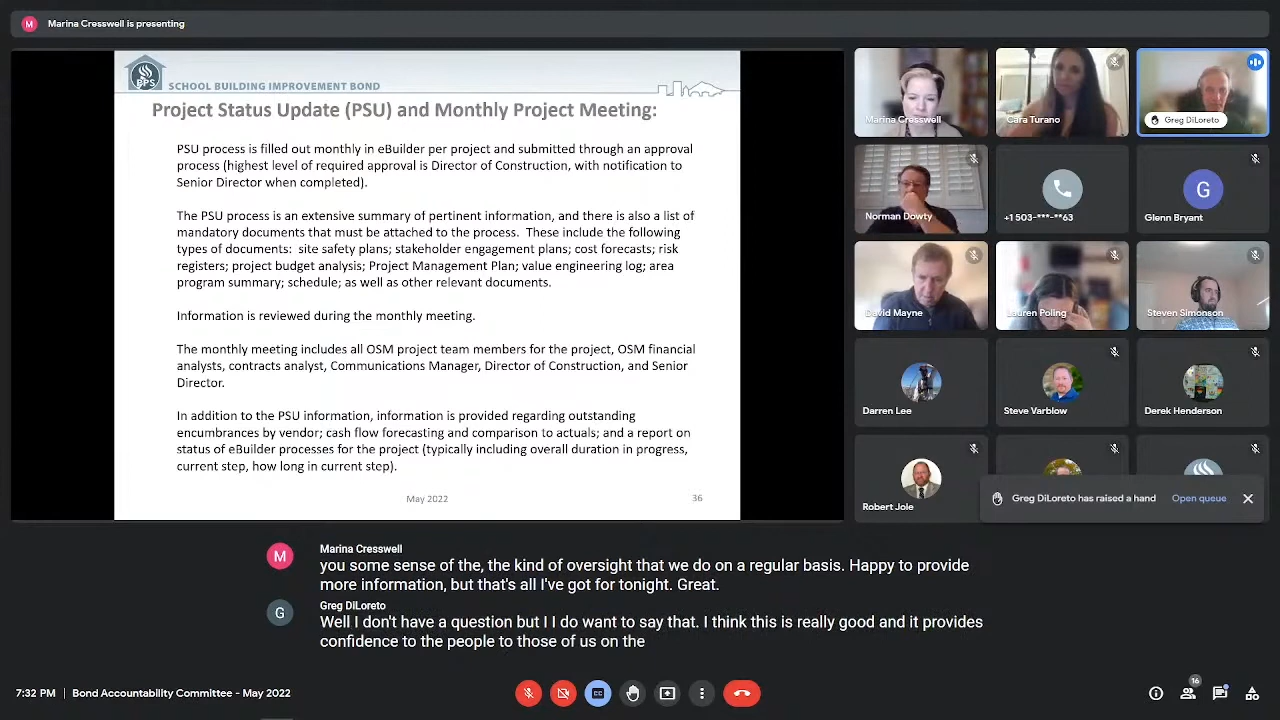 M Marina Cresswell is presenting
BPS
SCHOOL BUILDING IMPROVEMENT BOND
Project Status Update (PSU) and Monthly Project Meeting:
PSU process is filled out monthly in eBuilder per project and submitted through an approval
process (highest level of required approval is Director of Construction, with notification to
Senior Director when completed).
The PSU process is an extensive summary of pertinent information, and there is also a list of
mandatory documents that must be attached to the process. These include the following
types of documents: site safety plans; stakeholder engagement plans; cost forecasts; risk
registers; project budget analysis; Project Management Plan; value engineering log; area
program summary; schedule; as well as other relevant documents.
Information is reviewed during the monthly meeting.
The monthly meeting includes all OSM project team members for the project, OSM financial
analysts, contracts analyst, Communications Manager, Director of Construction, and Senior
Director.
In addition to the PSU information, information is provided regarding outstanding
encumbrances by vendor; cash flow forecasting and comparison to actuals; and a report on
status of eBuilder processes for the project (typically including overall duration in progress,
current step, how long in current step).
May 2022
36
Marina Cresswell
Cara Turano
Greg DiLoreto
Norman Dowty
+1 503-***-**63
G
Glenn Bryant
David Mayne
Lauren Poling
Steven Simonson
Darren Lee
Steve Varblow
Derek Henderson
Robert Jole
Greg DiLoreto has raised a hand Open queue
M Marina Cresswell
you some sense of the, the kind of oversight that we do on a regular basis. Happy to provide
more information, but that's all I've got for tonight. Great.
G Greg DiLoreto
Well I don't have a question but I I do want to say that. I think this is really good and it provides
confidence to the people to those of us on the
7:32 PM | Bond Accountability Committee - May 2022
CC
16